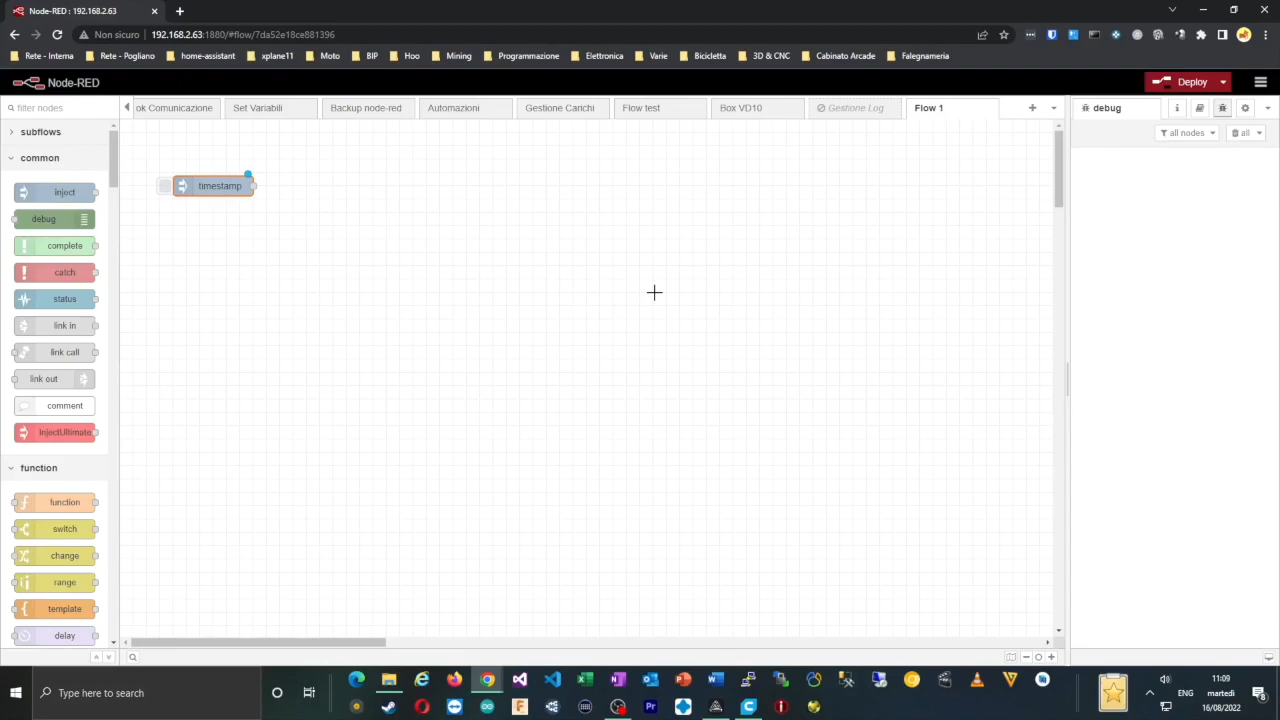 Node-RED : 192.168.2.63
Non sicuro 192.168.2.63:1880/#flow/7da52e18ce881396
Rete - Interna Rete - Pogliano home-assistant xplane11 Moto BIP Hoo Mining Programmazione Elettronica Varie Bicicletta 3D & CNC Cabinato Arcade Falegnameria
Node-RED Deploy
filter nodes ok Comunicazione Set Variabili Backup node-red Automazioni Gestione Carichi Flow test Box VD10 Gestione Log Flow 1 debug
subflows all nodes all
common
timestamp
inject
debug
complete
catch
status
link in
link call
link out
comment
InjectUltimate
function
function
switch
change
range
template
delay
Type here to search
11:09
ENG martedì
16/08/2022
8